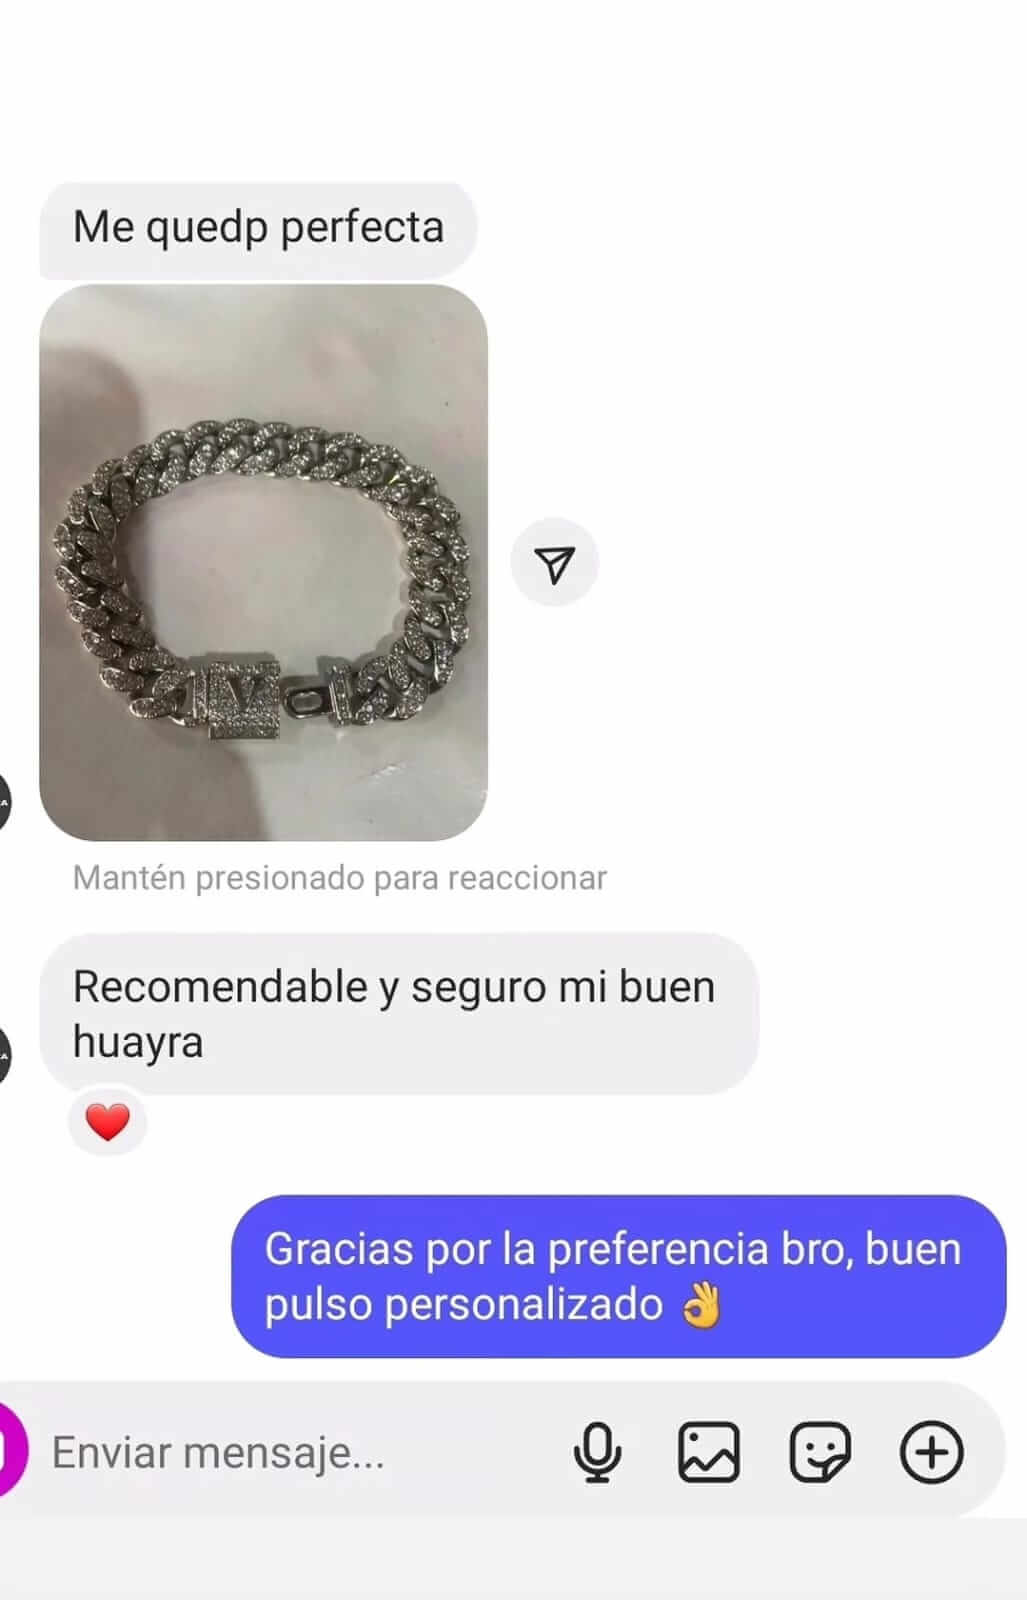 Me quedp perfecta
V
Mantén presionado para reaccionar
Recomendable y seguro mi buen
huayra
Gracias por la preferencia bro, buen
pulso personalizado 👌
Enviar mensaje...